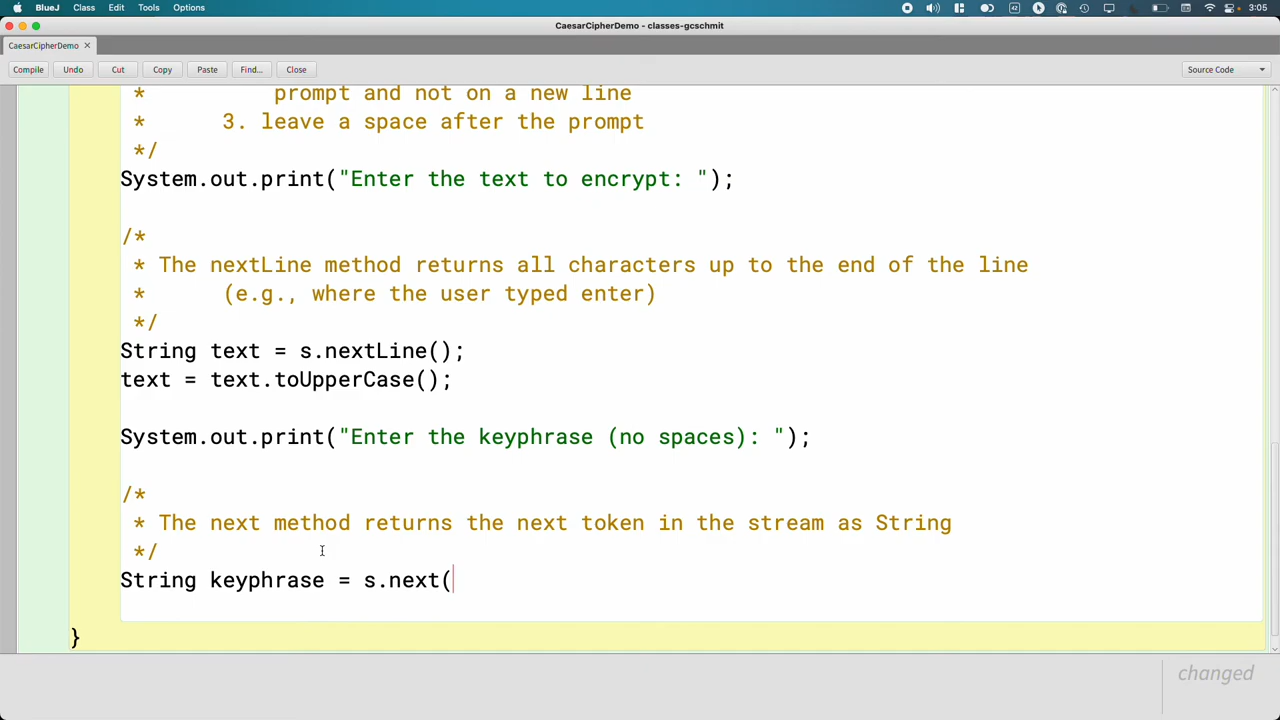 BlueJ Class Edit Tools Options 42 3:05
CaesarCipherDemo - classes-gcschmit
CaesarCipherDemo ×
Compile Undo Cut Copy Paste Find... Close Source Code
* prompt and not on a new line
* 3. leave a space after the prompt
*/
System.out.print("Enter the text to encrypt: ");
/*
* The nextLine method returns all characters up to the end of the line
* (e.g., where the user typed enter)
*/
String text = s.nextLine();
text = text.toUpperCase();
System.out.print("Enter the keyphrase (no spaces): ");
/*
* The next method returns the next token in the stream as String
*/
String keyphrase = s.next(
}
changed